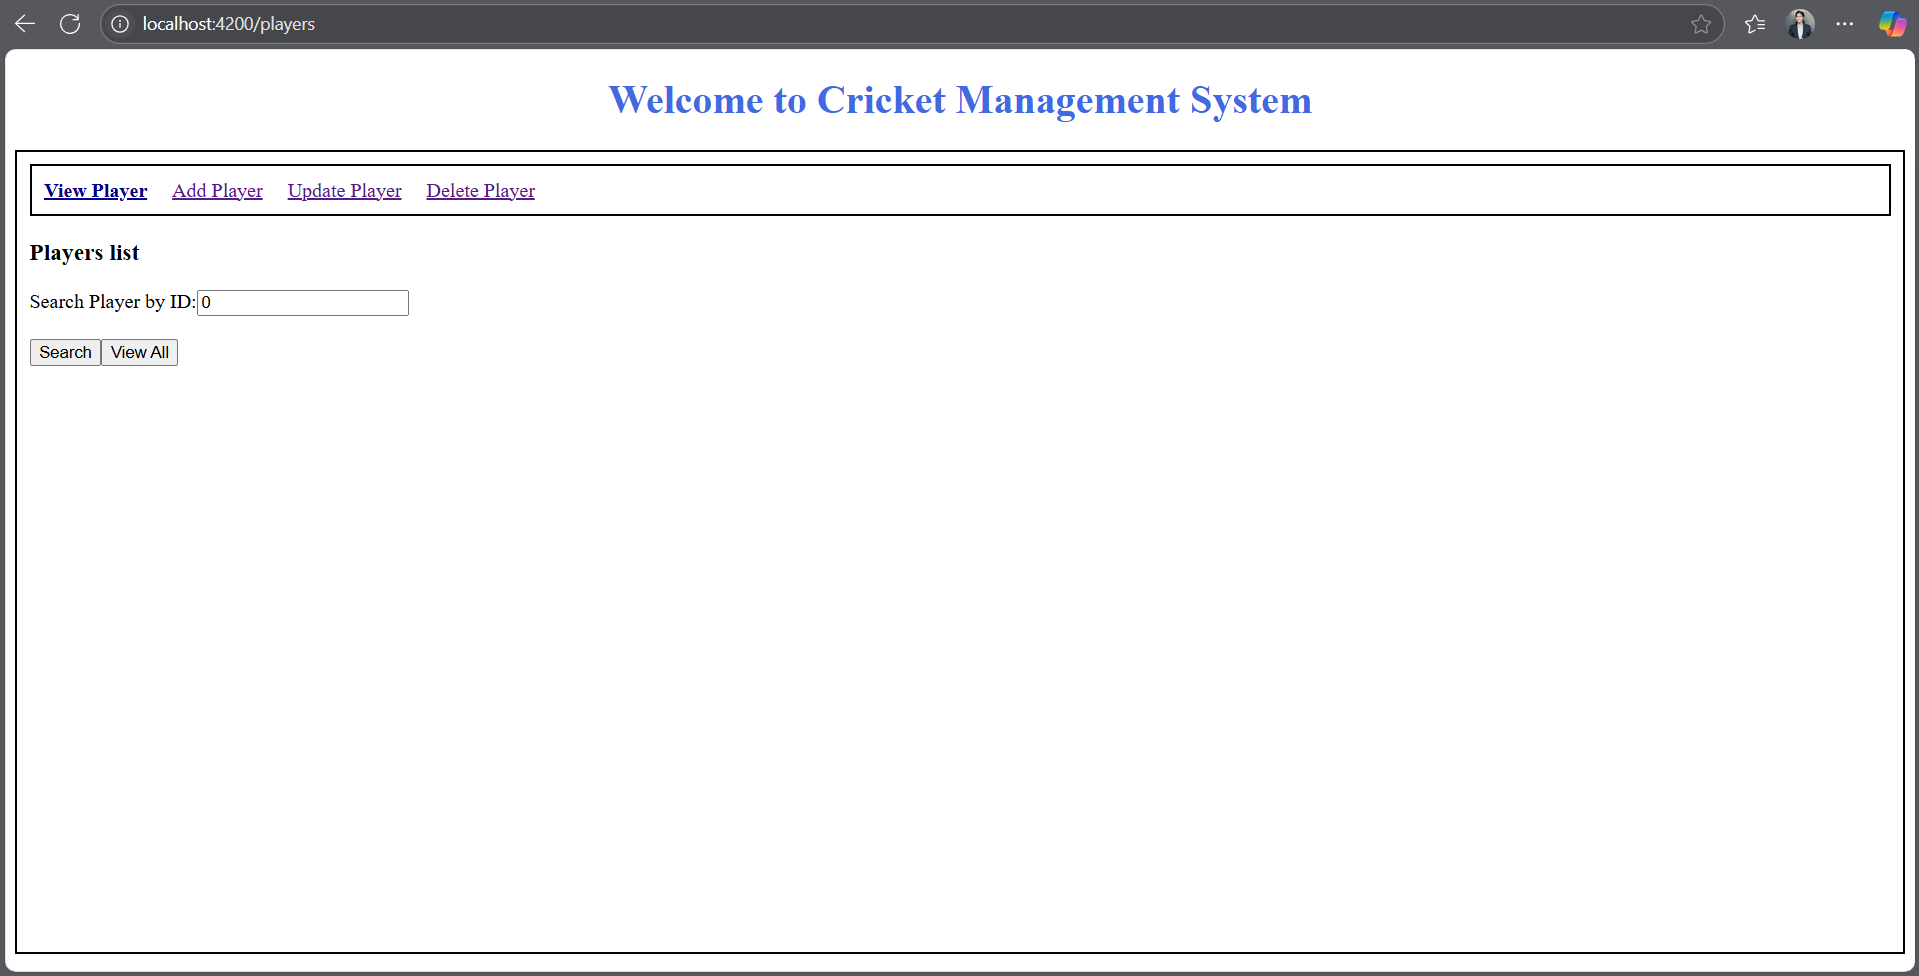 localhost:4200/players
Welcome to Cricket Management System
View Player Add Player Update Player Delete Player
Players list
Search Player by ID: 0
Search View All